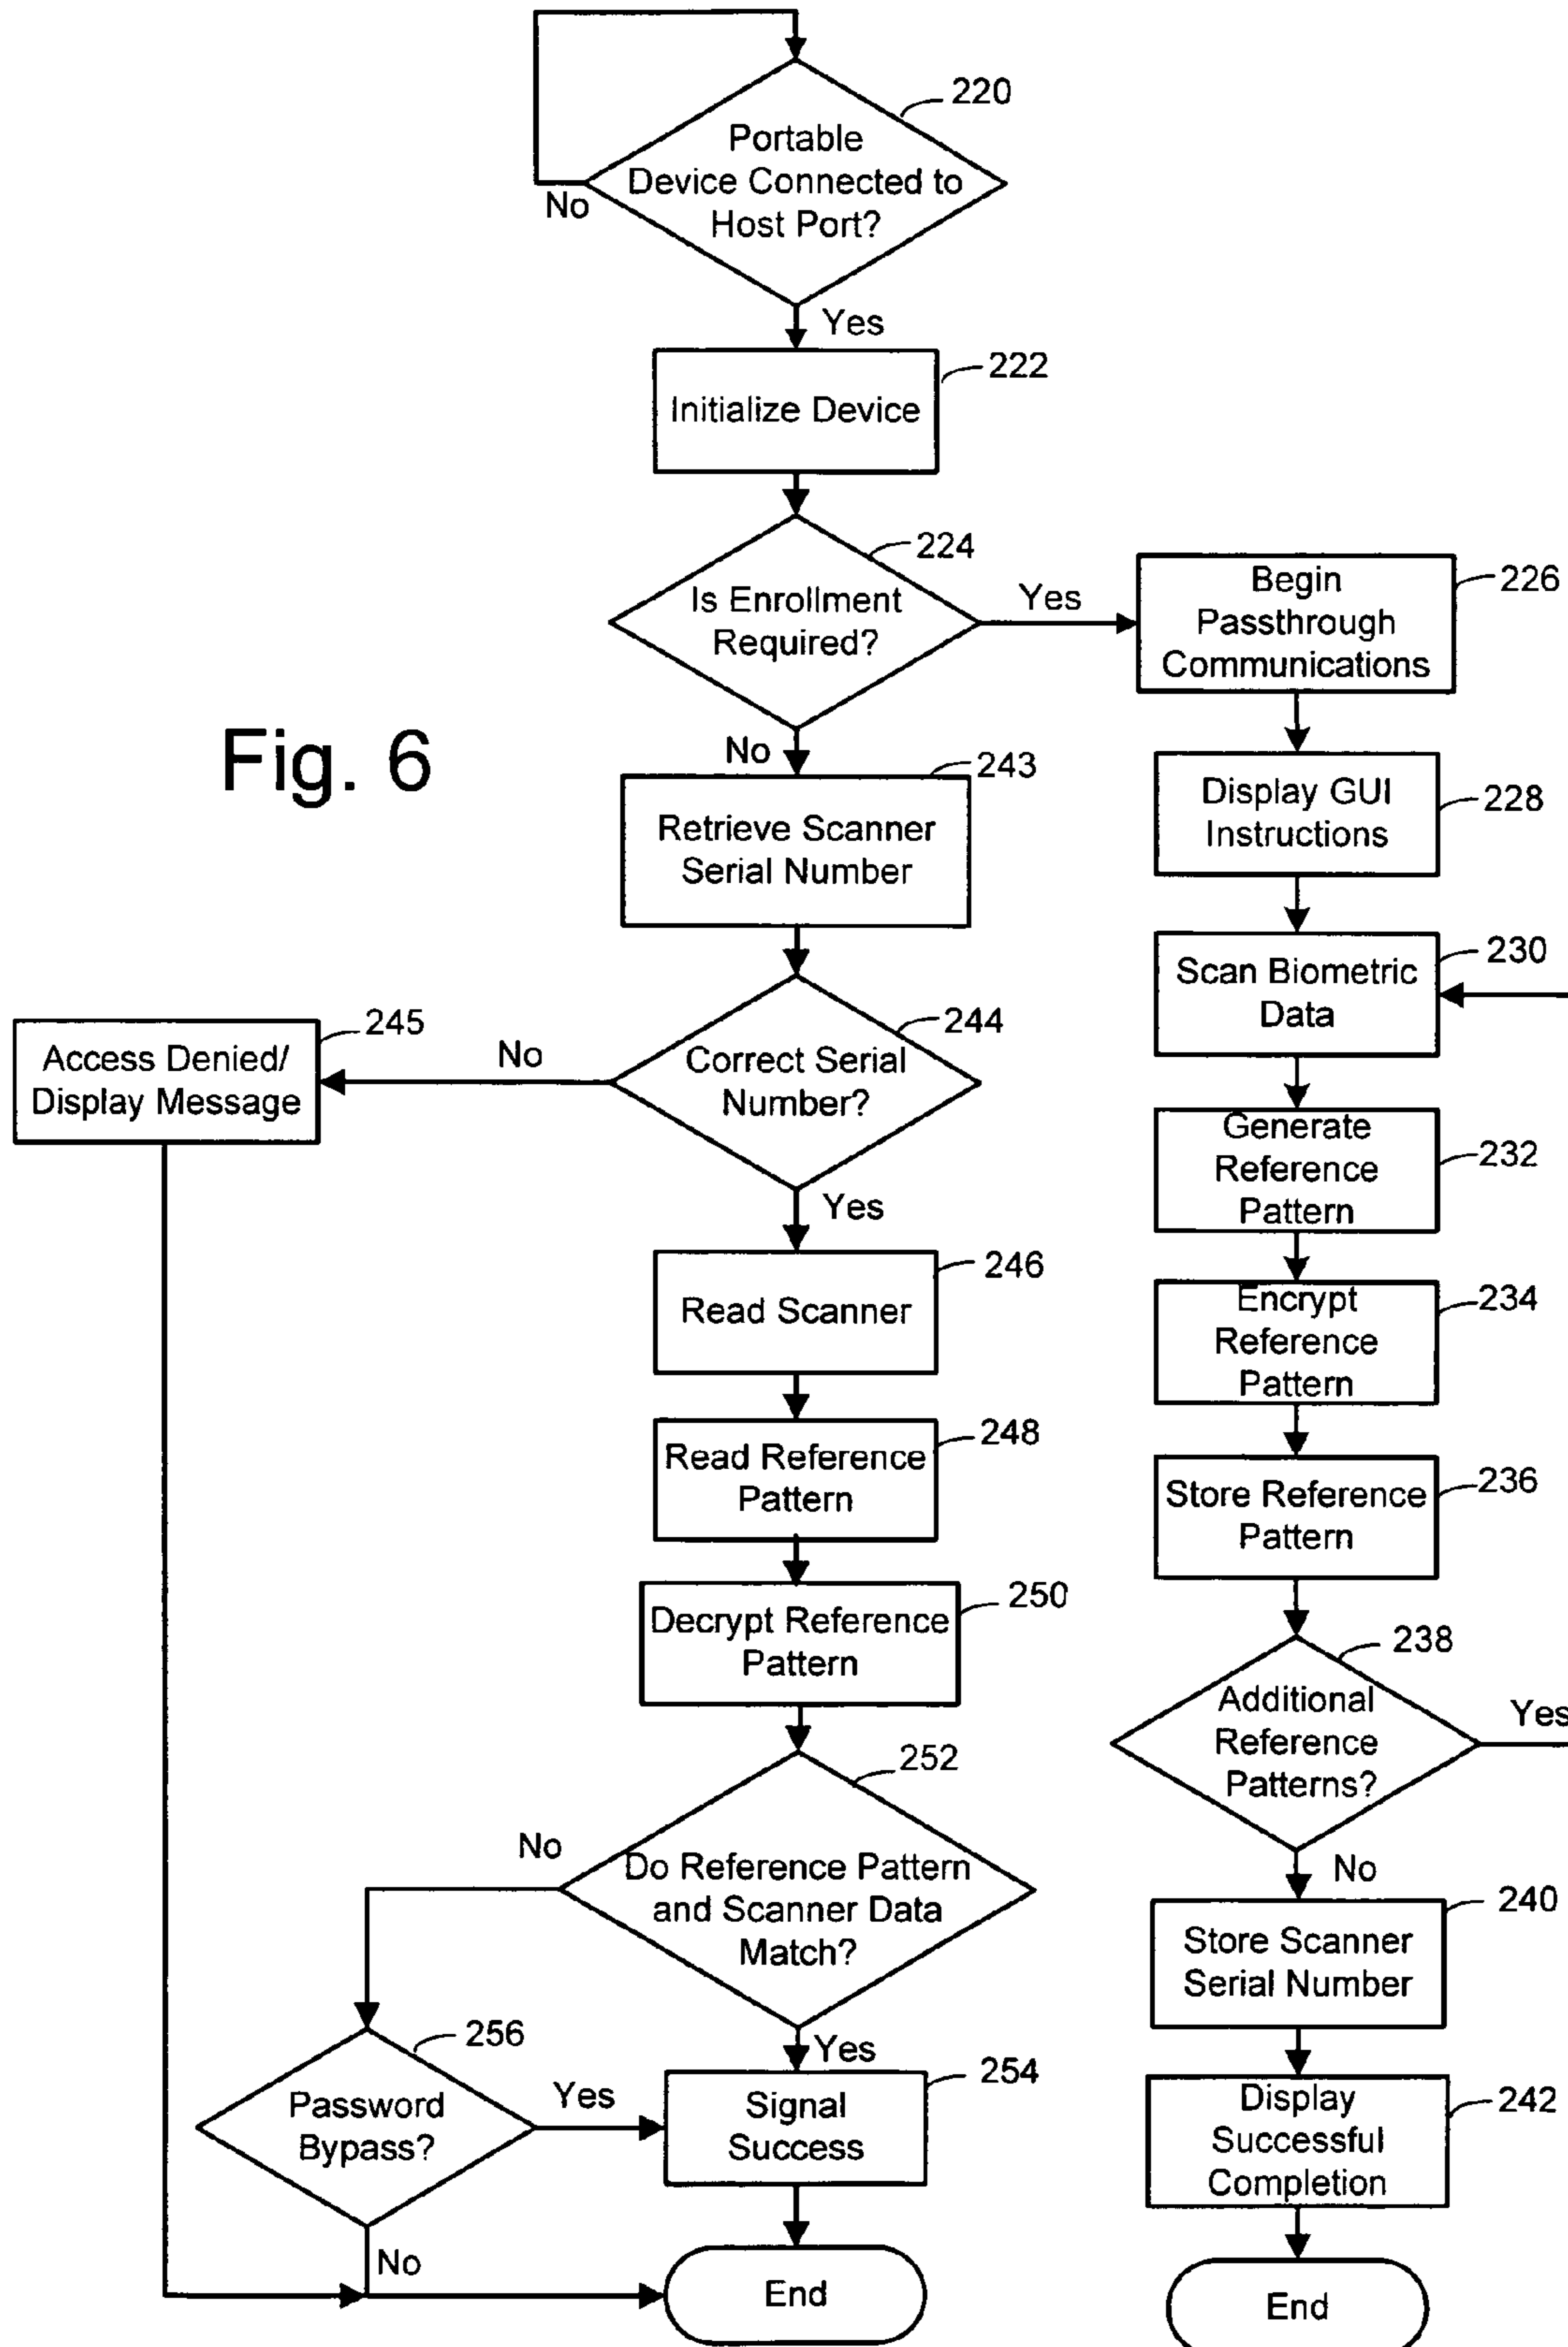 220
Portable
Device Connected to
Host Port?
No
Yes
222
Initialize Device
224
Is Enrollment
Required?
Yes
No
226
Begin
Passthrough
Communications
Fig. 6
243
Retrieve Scanner
Serial Number
228
Display GUI
Instructions
230
Scan Biometric
Data
245
Access Denied/
Display Message
No
244
Correct Serial
Number?
Yes
232
Generate
Reference
Pattern
246
Read Scanner
234
Encrypt
Reference
Pattern
248
Read Reference
Pattern
236
Store Reference
Pattern
250
Decrypt Reference
Pattern
238
Additional
Reference
Patterns?
Yes
No
252
Do Reference Pattern
and Scanner Data
Match?
No
Yes
240
Store Scanner
Serial Number
256
Password
Bypass?
Yes
No
254
Signal
Success
242
Display
Successful
Completion
End
End